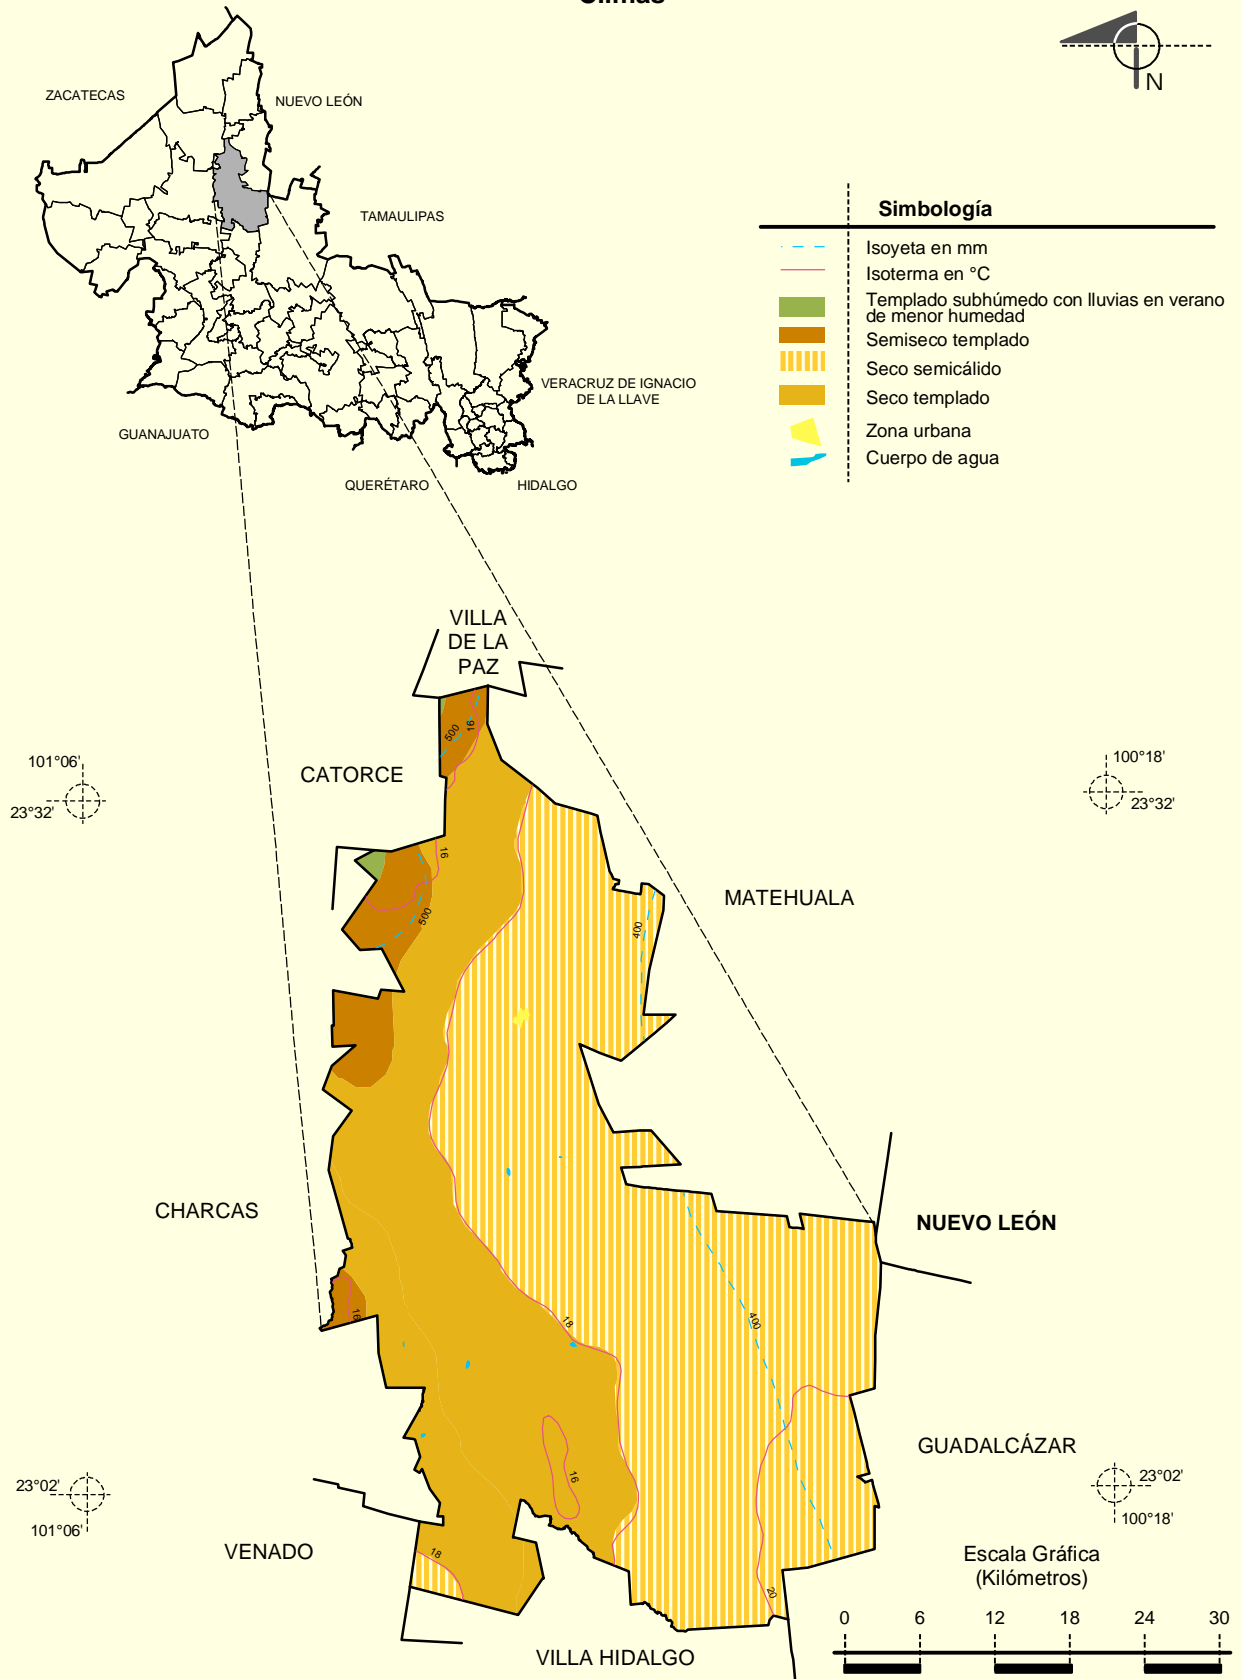 Climas
N
ZACATECAS
NUEVO LEÓN
TAMAULIPAS
VERACRUZ DE IGNACIO
DE LA LLAVE
GUANAJUATO
QUERÉTARO
HIDALGO
Simbología
Isoyeta en mm
Isoterma en °C
Templado subhúmedo con lluvias en verano
de menor humedad
Semiseco templado
Seco semicálido
Seco templado
Zona urbana
Cuerpo de agua
VILLA
DE LA
PAZ
500
16
CATORCE
101°06'
23°32'
100°18'
23°32'
16
500
MATEHUALA
400
CHARCAS
NUEVO LEÓN
16
18
400
GUADALCÁZAR
16
23°02'
101°06'
23°02'
100°18'
VENADO
18
20
VILLA HIDALGO
Escala Gráfica
(Kilómetros)
0 6 12 18 24 30